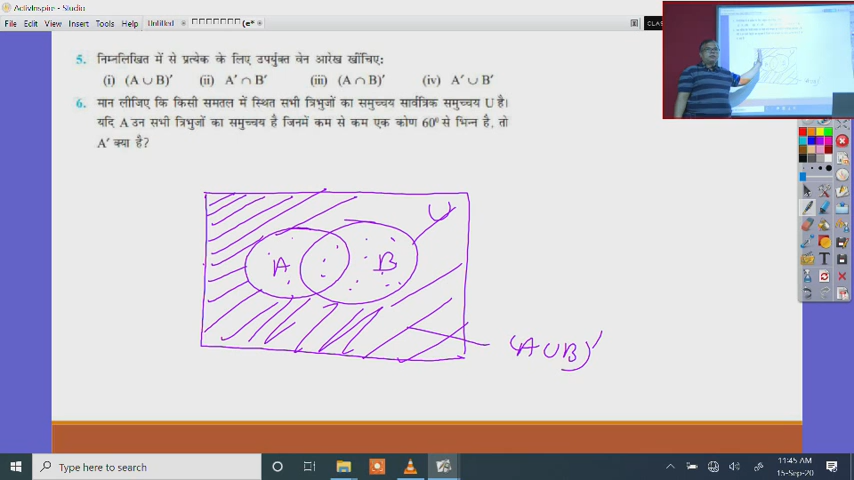 ActivInspire - Studio
File Edit View Insert Tools Help Untitled
CLAS
5. निम्नलिखित में से प्रत्येक के लिए उपर्युक्त वेन आरेख खींचिए:
(i) (A ∪ B)′ (ii) A′ ∩ B′ (iii) (A ∩ B)′ (iv) A′ ∪ B′
6. मान लीजिए कि किसी समतल में स्थित सभी त्रिभुजों का समुच्चय सार्वत्रिक समुच्चय U है।
यदि A उन सभी त्रिभुजों का समुच्चय है जिनमें कम से कम एक कोण 60° से भिन्न है, तो
A′ क्या है?
U
A B
(A∪B)′
Type here to search
11:45 AM
15-Sep-20